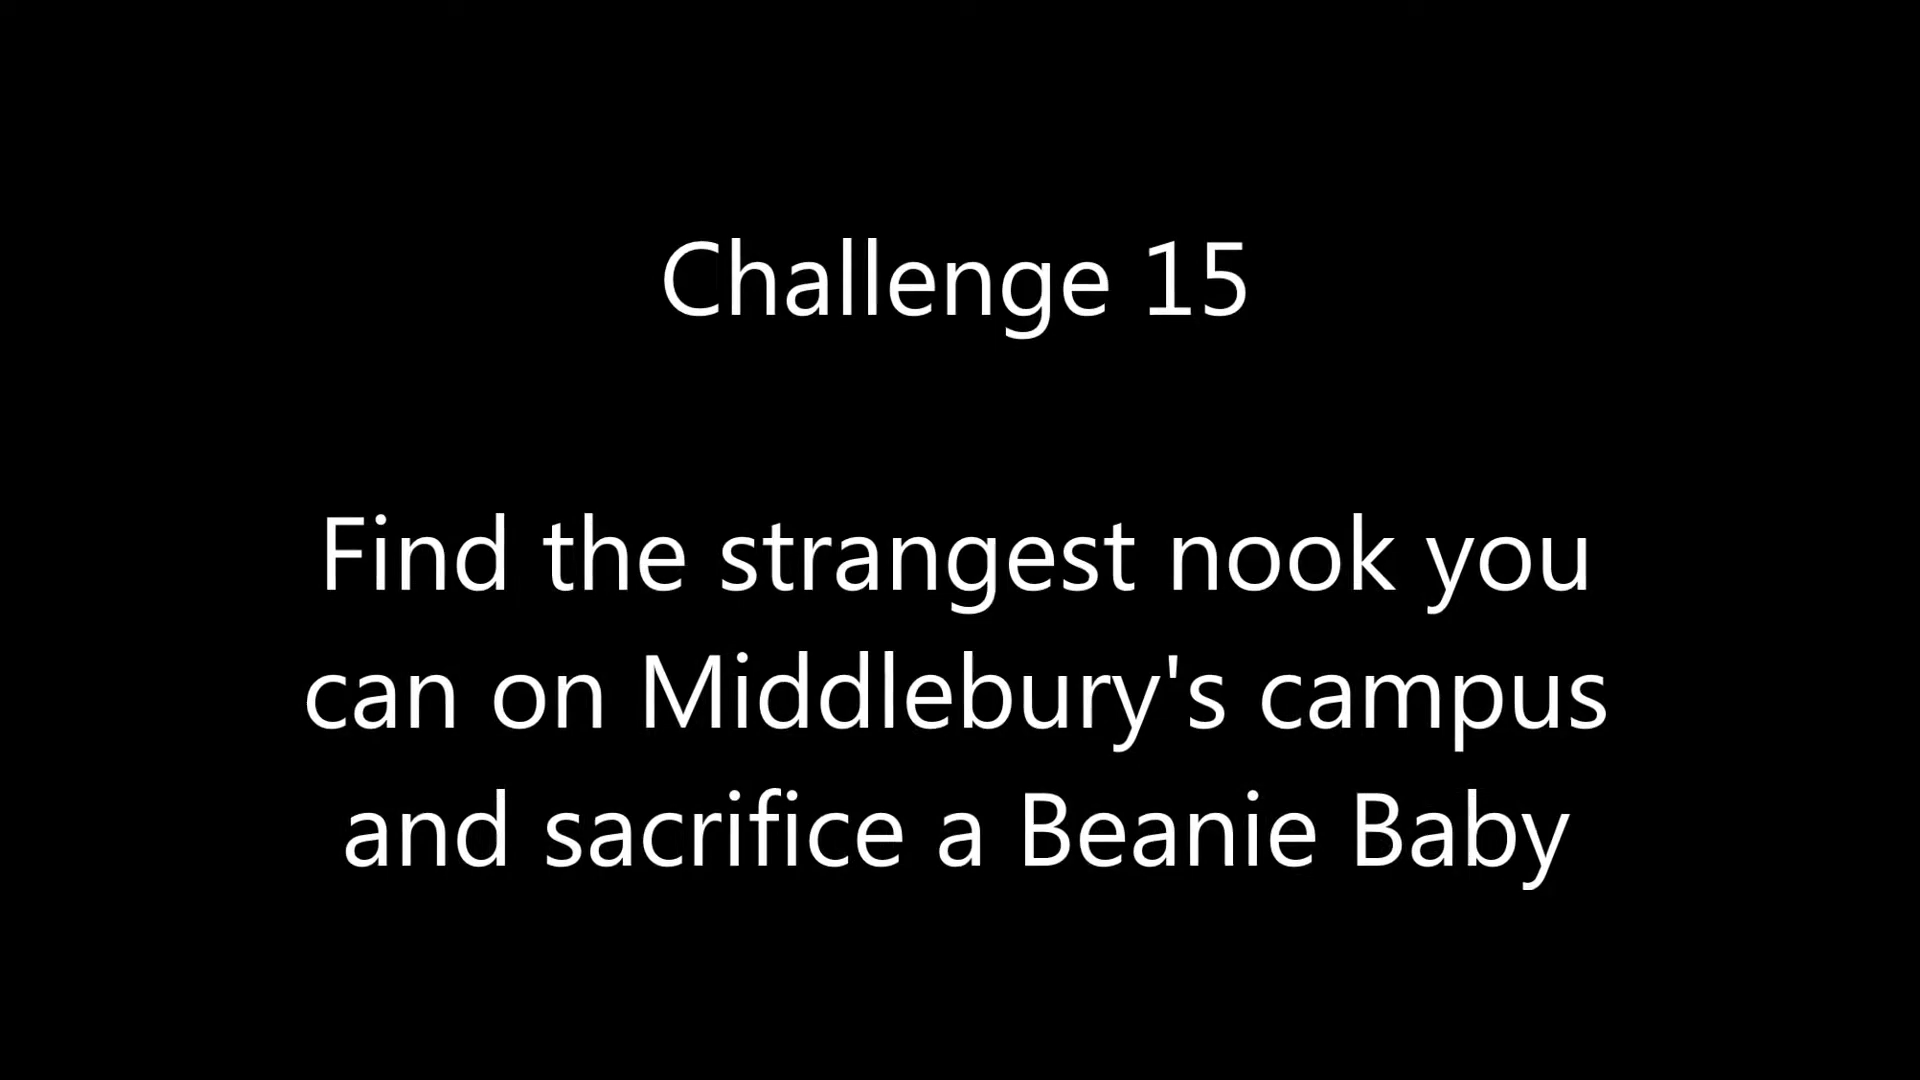 Challenge 15
Find the strangest nook you
can on Middlebury's campus
and sacrifice a Beanie Baby